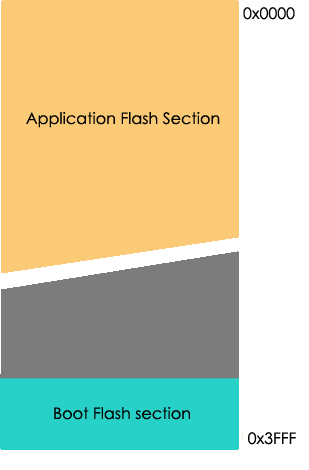 0x0000
Application Flash Section
Boot Flash section
0x3FFF